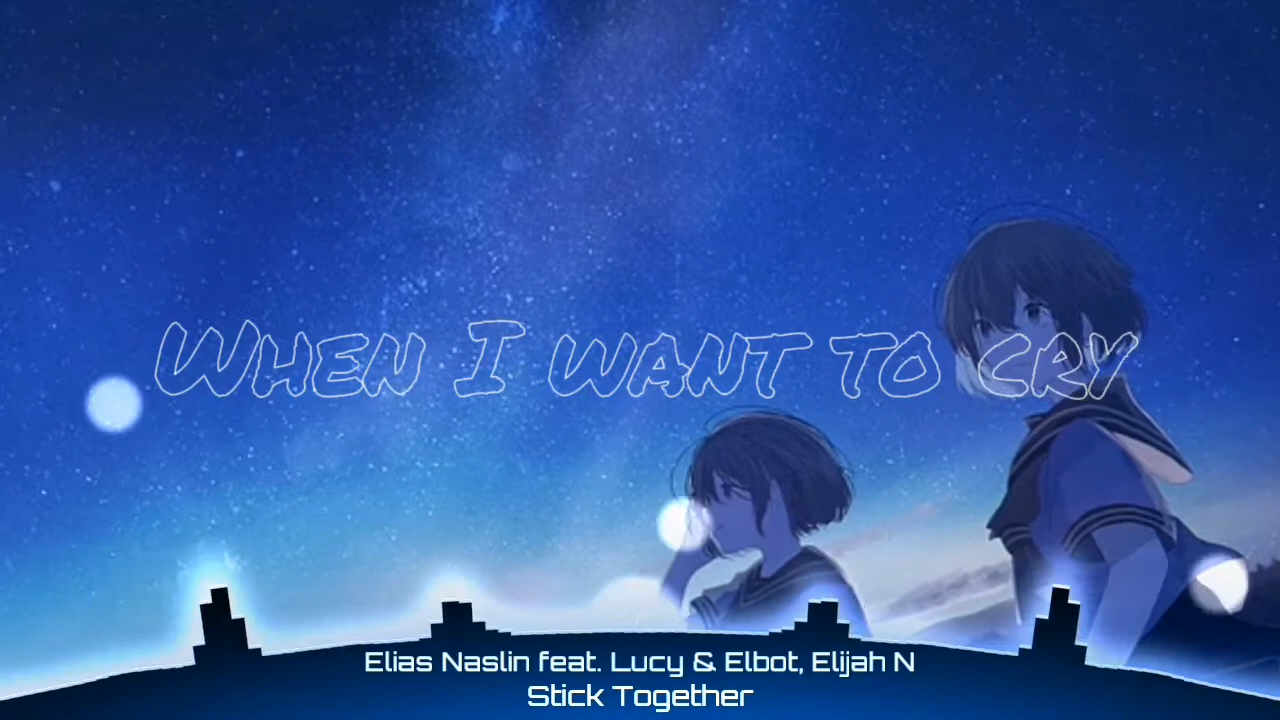 When I want to cry
Elias Naslin feat. Lucy & Elbot, Elijah N
Stick Together